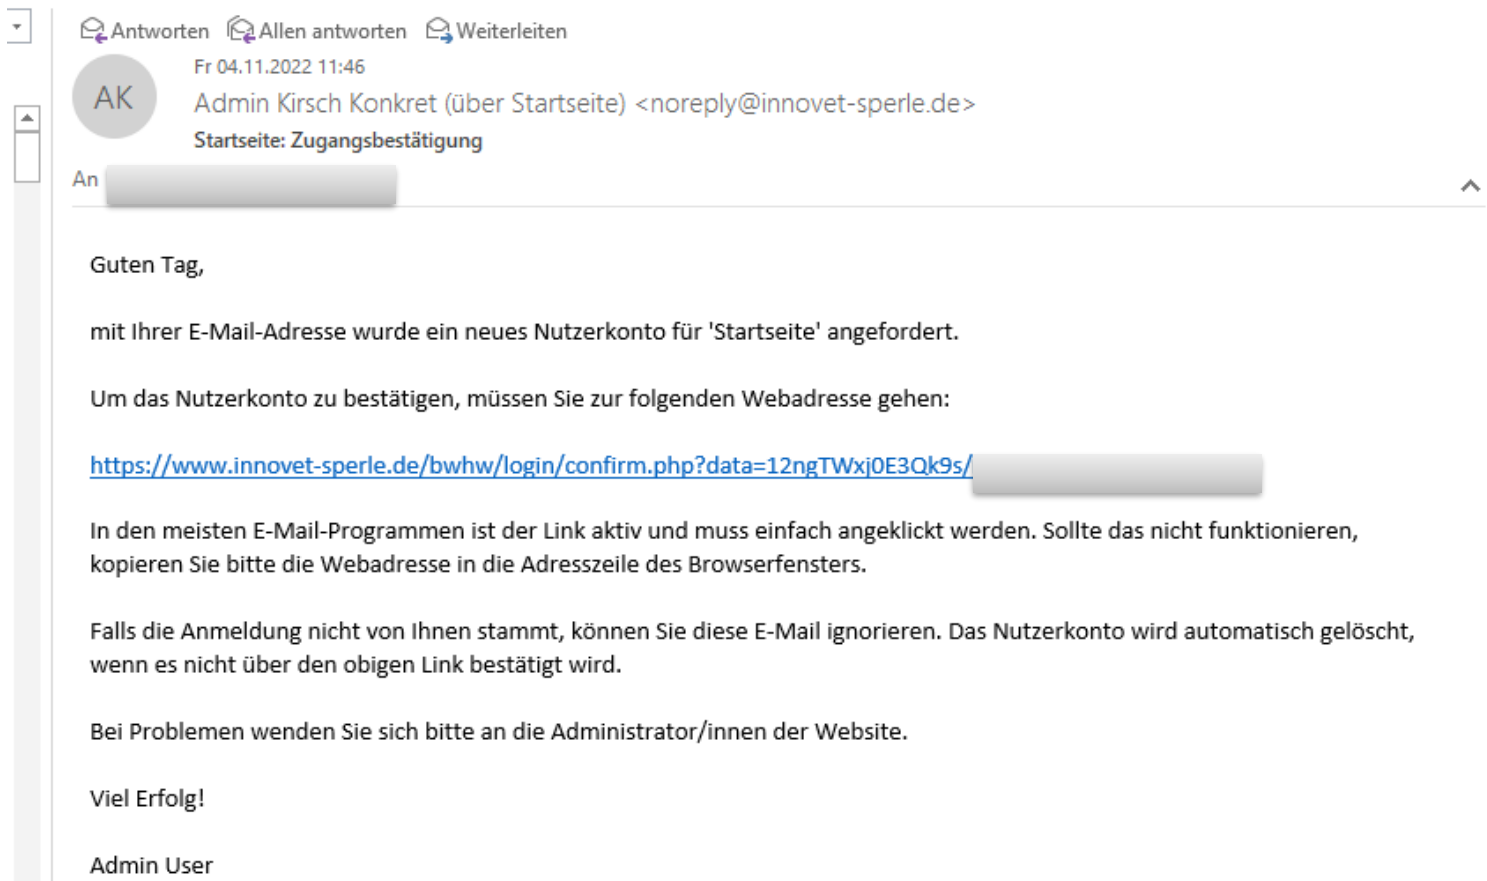 Antworten Allen antworten Weiterleiten
Fr 04.11.2022 11:46
AK
Admin Kirsch Konkret (über Startseite) <noreply@innovet-sperle.de>
Startseite: Zugangsbestätigung
An
Guten Tag,
mit Ihrer E-Mail-Adresse wurde ein neues Nutzerkonto für 'Startseite' angefordert.
Um das Nutzerkonto zu bestätigen, müssen Sie zur folgenden Webadresse gehen:
https://www.innovet-sperle.de/bwhw/login/confirm.php?data=12ngTWxj0E3Qk9s/
In den meisten E-Mail-Programmen ist der Link aktiv und muss einfach angeklickt werden. Sollte das nicht funktionieren,
kopieren Sie bitte die Webadresse in die Adresszeile des Browserfensters.
Falls die Anmeldung nicht von Ihnen stammt, können Sie diese E-Mail ignorieren. Das Nutzerkonto wird automatisch gelöscht,
wenn es nicht über den obigen Link bestätigt wird.
Bei Problemen wenden Sie sich bitte an die Administrator/innen der Website.
Viel Erfolg!
Admin User